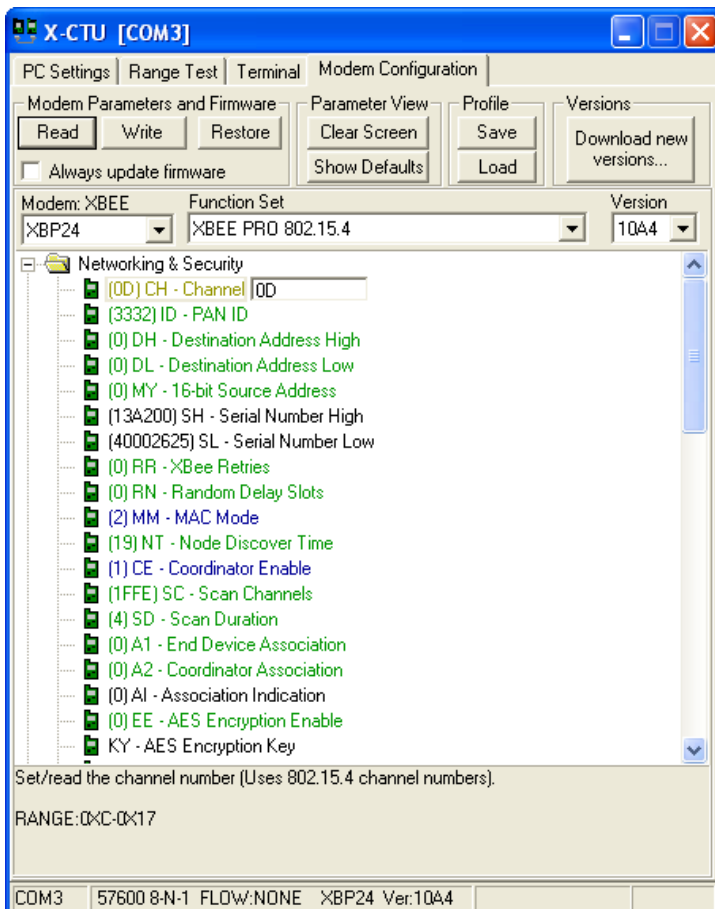 X-CTU [COM3]
PC Settings Range Test Terminal Modem Configuration
Modem Parameters and Firmware Parameter View Profile Versions
Read Write Restore Clear Screen Save Download new versions...
Always update firmware Show Defaults Load
Modem: XBEE Function Set Version
XBP24 XBEE PRO 802.15.4 10A4
Networking & Security
(0D) CH - Channel 0D
(3332) ID - PAN ID
(0) DH - Destination Address High
(0) DL - Destination Address Low
(0) MY - 16-bit Source Address
(13A200) SH - Serial Number High
(40002625) SL - Serial Number Low
(0) RR - XBee Retries
(0) RN - Random Delay Slots
(2) MM - MAC Mode
(19) NT - Node Discover Time
(1) CE - Coordinator Enable
(1FFE) SC - Scan Channels
(4) SD - Scan Duration
(0) A1 - End Device Association
(0) A2 - Coordinator Association
(0) AI - Association Indication
(0) EE - AES Encryption Enable
KY - AES Encryption Key
Set/read the channel number (Uses 802.15.4 channel numbers).
RANGE:0XC-0X17
COM3 57600 8-N-1 FLOW:NONE XBP24 Ver:10A4